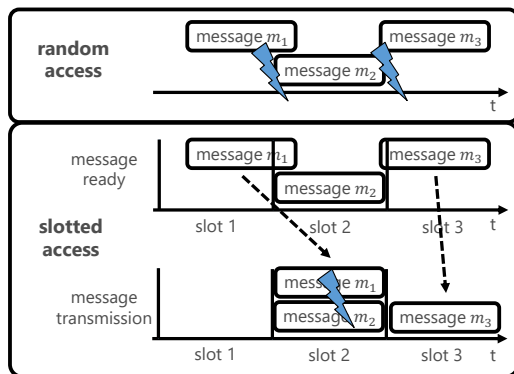 random
access
message m₁
message m₃
message m₂
t
message
ready
message m₁
message m₃
message m₂
slot 1
slot 2
slot 3
t
slotted
access
message
transmission
message m₁
message m₂
message m₃
slot 1
slot 2
slot 3
t